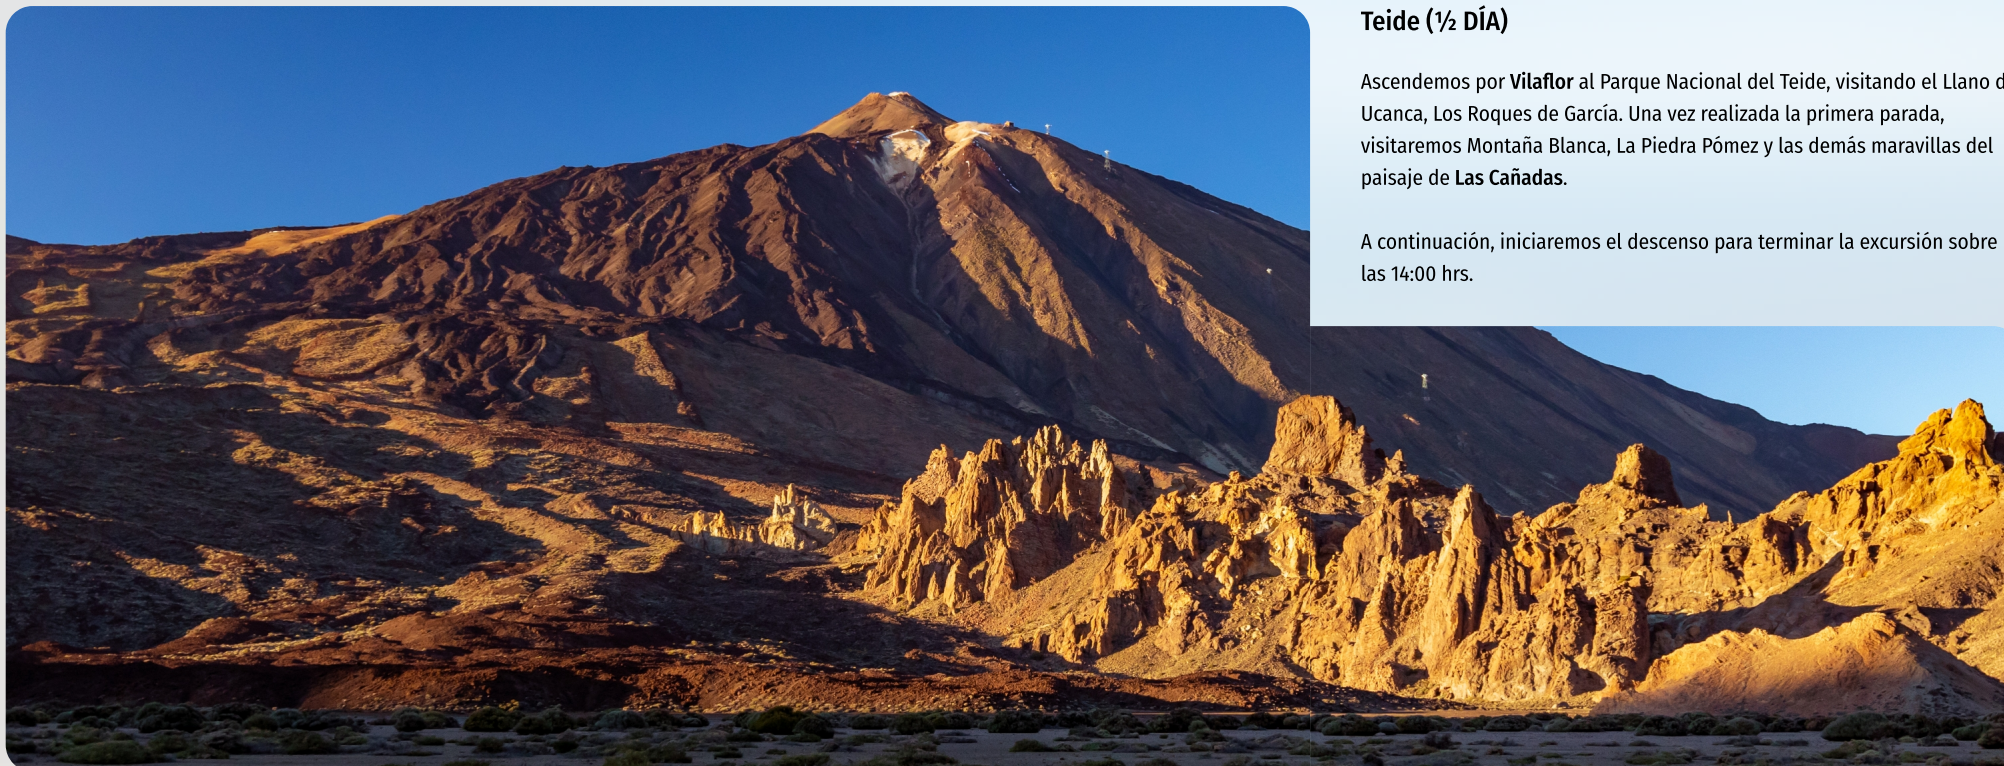 Teide (½ DÍA)
Ascendemos por Vilaflor al Parque Nacional del Teide, visitando el Llano
Ucanca, Los Roques de García. Una vez realizada la primera parada,
visitaremos Montaña Blanca, La Piedra Pómez y las demás maravillas del
paisaje de Las Cañadas.
A continuación, iniciaremos el descenso para terminar la excursión sobre
las 14:00 hrs.